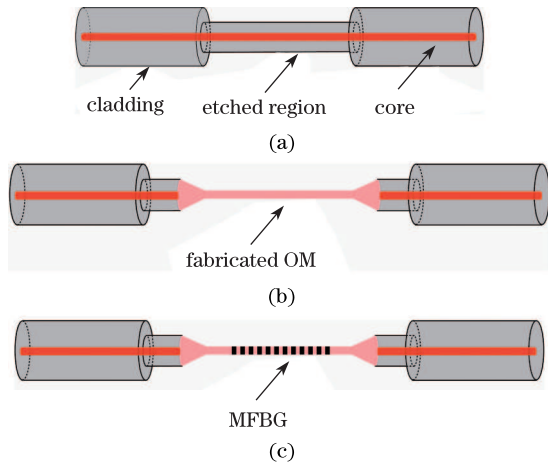 cladding
etched region
core
(a)
fabricated OM
(b)
MFBG
(c)